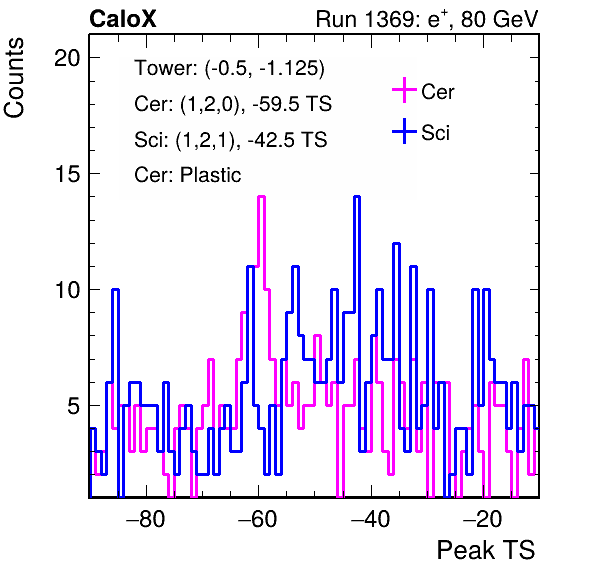 CaloX
Run 1369: e+, 80 GeV
Counts
20
15
10
5
Tower: (-0.5, -1.125)
Cer: (1,2,0), -59.5 TS
Sci: (1,2,1), -42.5 TS
Cer: Plastic
Cer
Sci
−80
−60
−40
−20
Peak TS